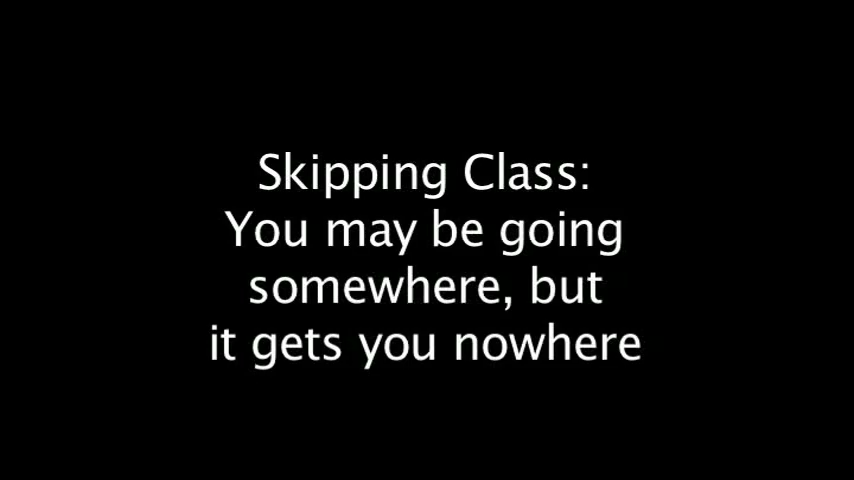 Skipping Class:
You may be going
somewhere, but
it gets you nowhere